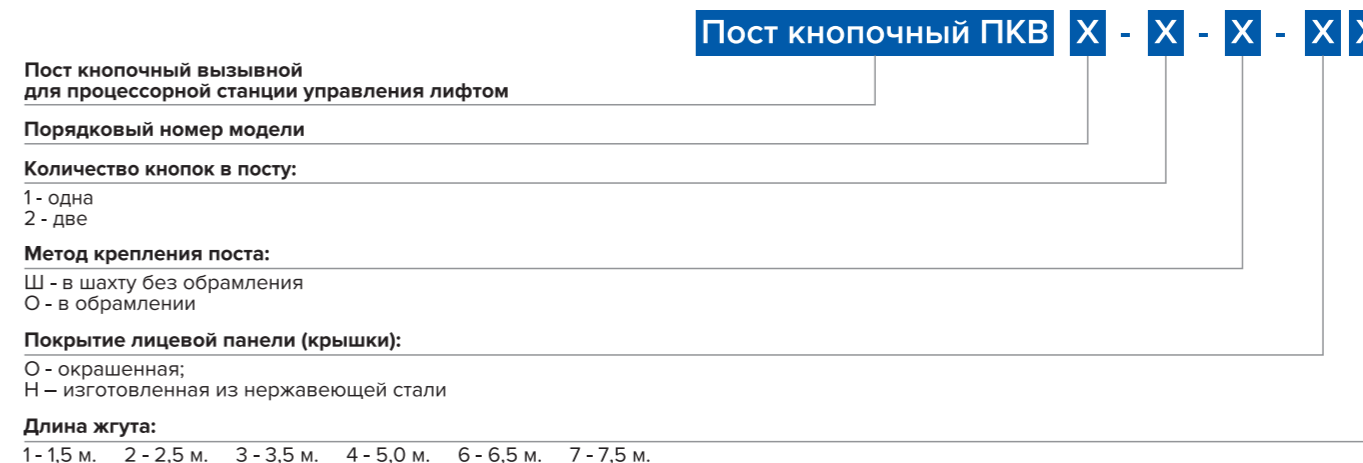 Пост кнопочный ПКВ X - X - X - X X
Пост кнопочный вызывной
для процессорной станции управления лифтом
Порядковый номер модели
Количество кнопок в посту:
1 - одна
2 - две
Метод крепления поста:
Ш - в шахту без обрамления
О - в обрамлении
Покрытие лицевой панели (крышки):
О - окрашенная;
Н – изготовленная из нержавеющей стали
Длина жгута:
1 - 1,5 м. 2 - 2,5 м. 3 - 3,5 м. 4 - 5,0 м. 6 - 6,5 м. 7 - 7,5 м.